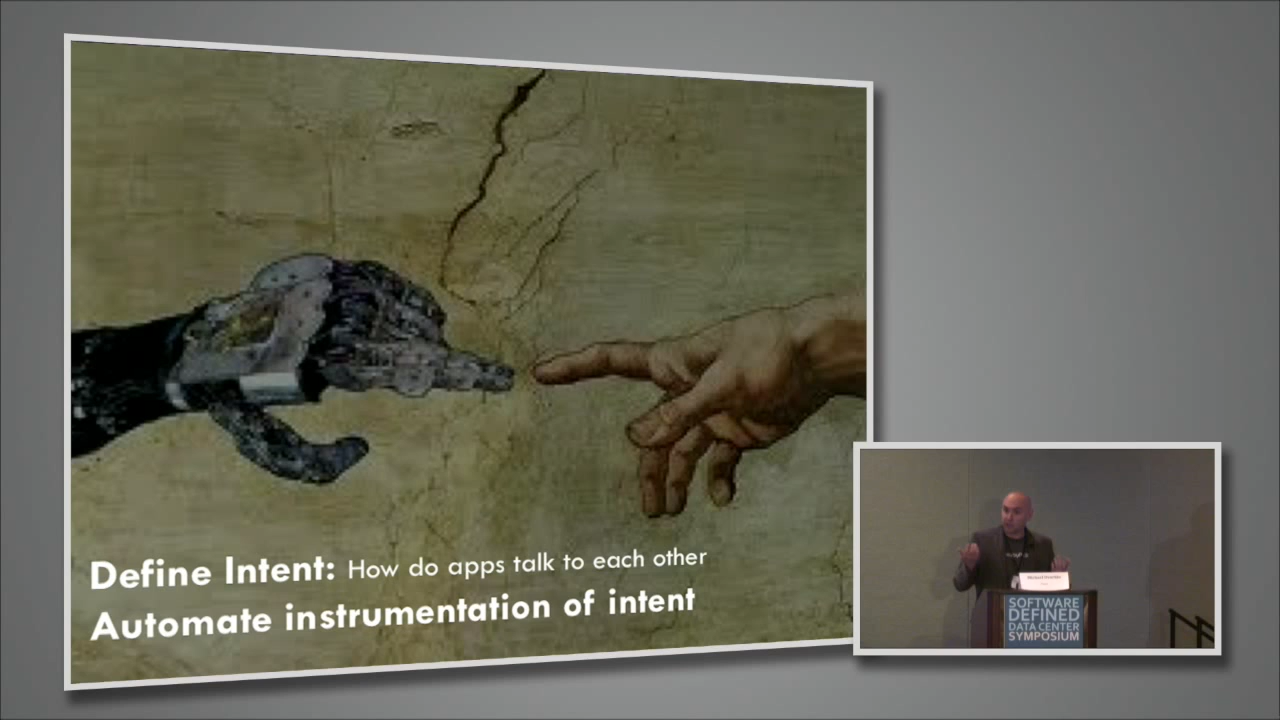 Define Intent: How do apps talk to each other
Automate instrumentation of intent
SOFTWARE
DEFINED
DATA CENTER
SYMPOSIUM